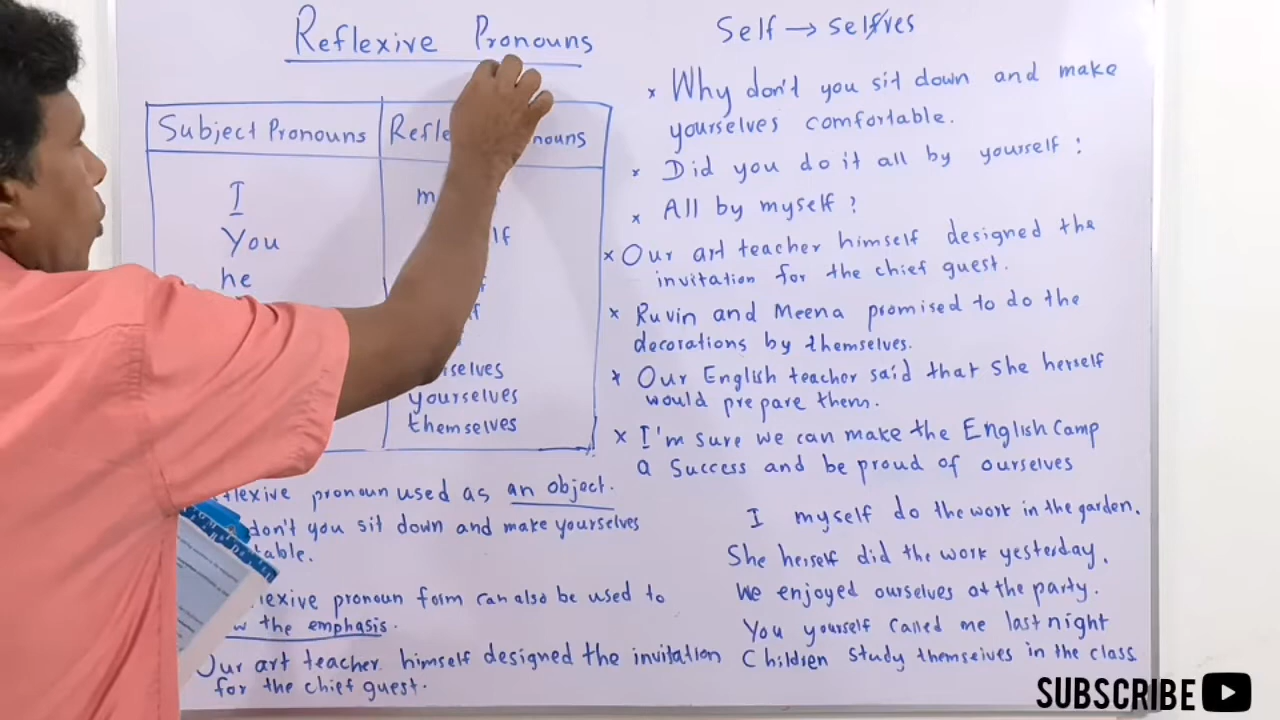 Reflexive Pronouns
Subject Pronouns
I
You
he
yourselves
themselves
pronoun used as an object.
don't you sit down and make yourselves
pronoun form can also be used to
the emphasis.
Our art teacher himself designed the invitation
for the chief guest.
Self → selfves
× Why don't you sit down and make
yourselves comfortable.
× Did you do it all by yourself ?
× All by myself ?
× Our art teacher himself designed the
invitation for the chief guest.
× Ruvin and Meena promised to do the
decorations by themselves.
× Our English teacher said that she herself
would prepare them.
× I'm sure we can make the English Camp
a Success and be proud of ourselves
I myself do the work in the garden.
She herself did the work yesterday.
We enjoyed ourselves at the party.
You yourself called me last night
Children study themselves in the class
SUBSCRIBE